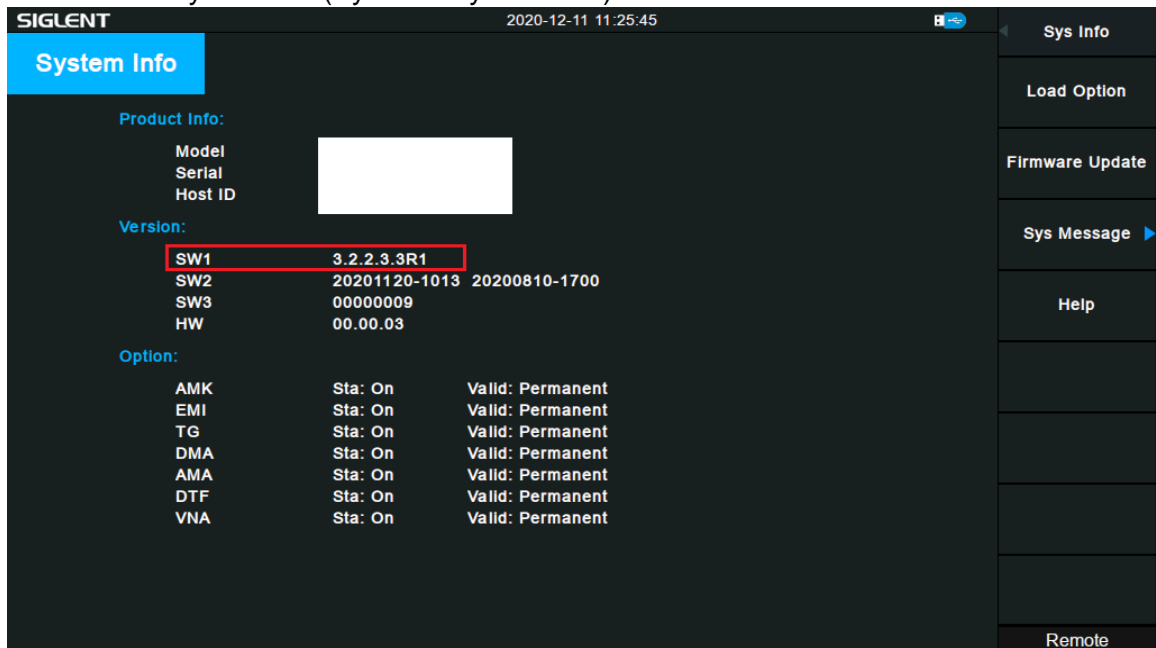 SIGLENT 2020-12-11 11:25:45
System Info
Product Info:
Model
Serial
Host ID
Version:
SW1 3.2.2.3.3R1
SW2 20201120-1013 20200810-1700
SW3 00000009
HW 00.00.03
Option:
AMK Sta: On Valid: Permanent
EMI Sta: On Valid: Permanent
TG Sta: On Valid: Permanent
DMA Sta: On Valid: Permanent
AMA Sta: On Valid: Permanent
DTF Sta: On Valid: Permanent
VNA Sta: On Valid: Permanent
Sys Info
Load Option
Firmware Update
Sys Message
Help
Remote